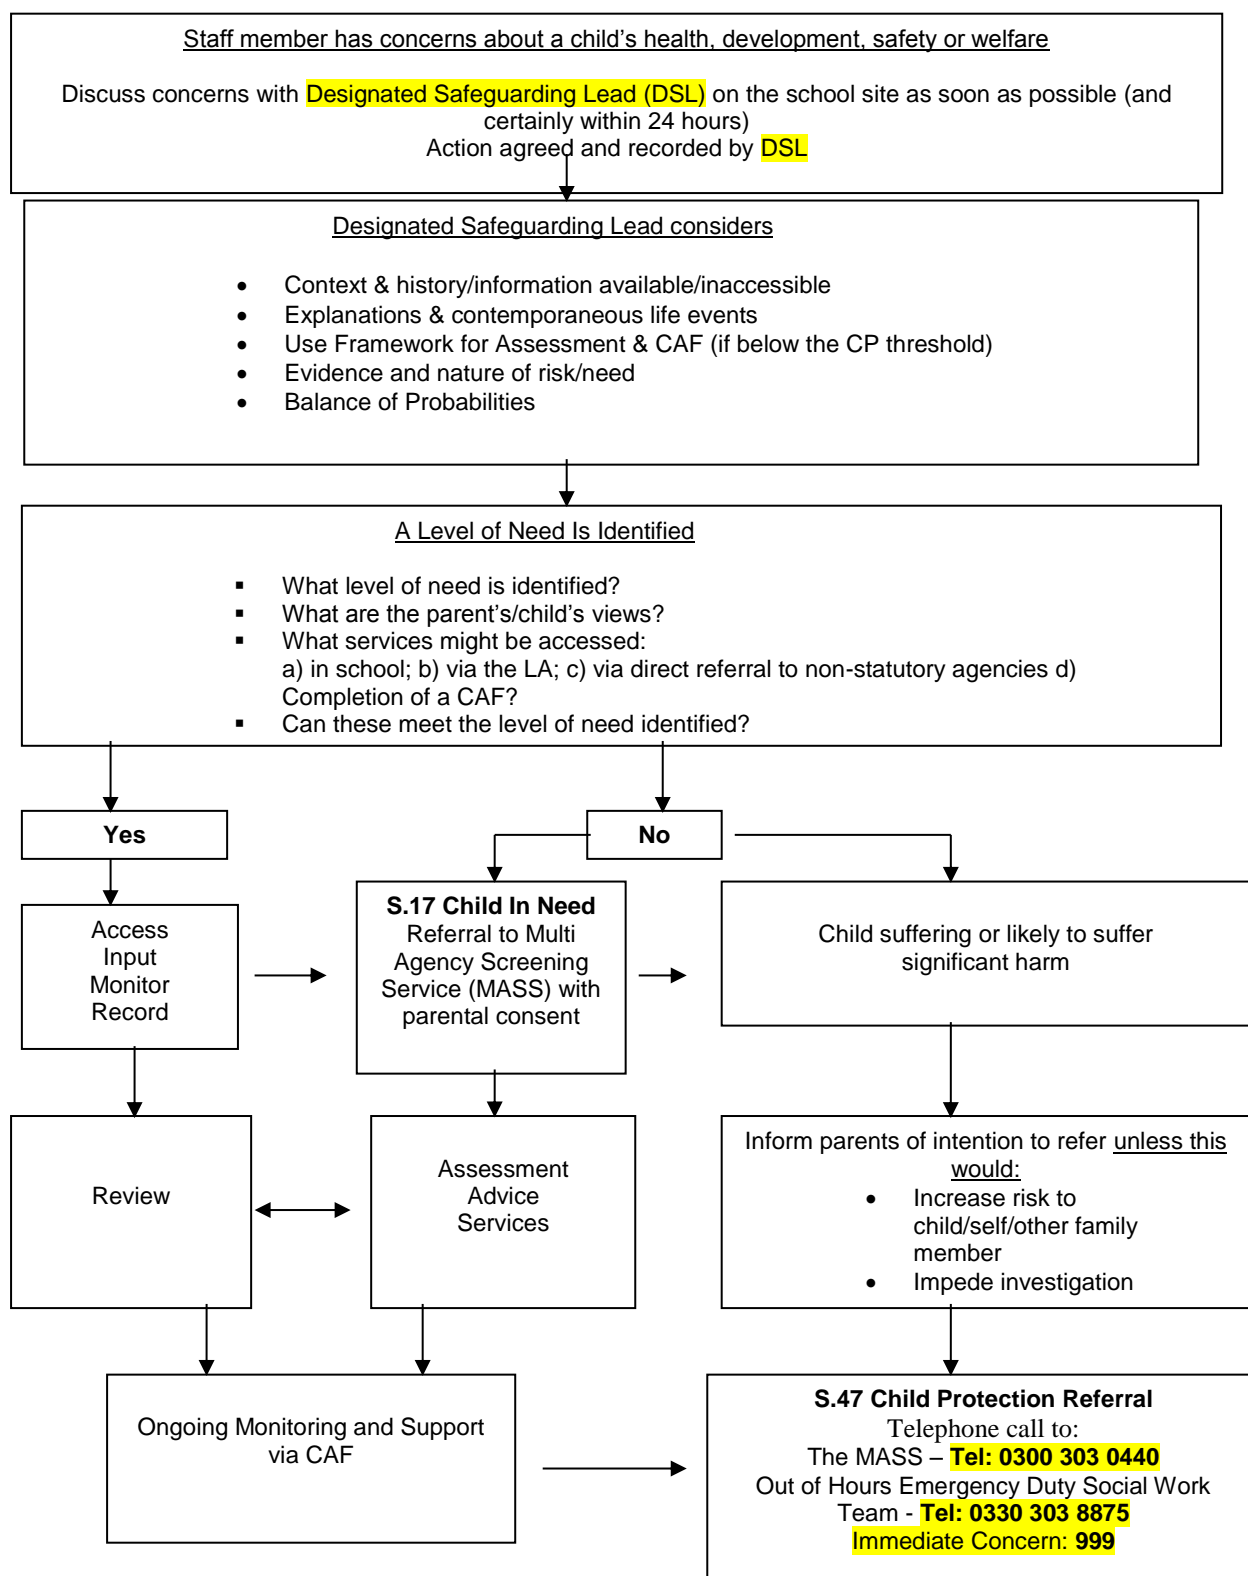 Staff member has concerns about a child's health, development, safety or welfare
Discuss concerns with Designated Safeguarding Lead (DSL) on the school site as soon as possible (and
certainly within 24 hours)
Action agreed and recorded by DSL
Designated Safeguarding Lead considers
• Context & history/information available/inaccessible
• Explanations & contemporaneous life events
• Use Framework for Assessment & CAF (if below the CP threshold)
• Evidence and nature of risk/need
• Balance of Probabilities
A Level of Need Is Identified
▪ What level of need is identified?
▪ What are the parent's/child's views?
▪ What services might be accessed:
a) in school; b) via the LA; c) via direct referral to non-statutory agencies d)
Completion of a CAF?
▪ Can these meet the level of need identified?
Yes
No
Access
Input
Monitor
Record
S.17 Child In Need
Referral to Multi
Agency Screening
Service (MASS) with
parental consent
Child suffering or likely to suffer
significant harm
Review
Assessment
Advice
Services
Inform parents of intention to refer unless this
would:
• Increase risk to
child/self/other family
member
• Impede investigation
Ongoing Monitoring and Support
via CAF
S.47 Child Protection Referral
Telephone call to:
The MASS – Tel: 0300 303 0440
Out of Hours Emergency Duty Social Work
Team - Tel: 0330 303 8875
Immediate Concern: 999